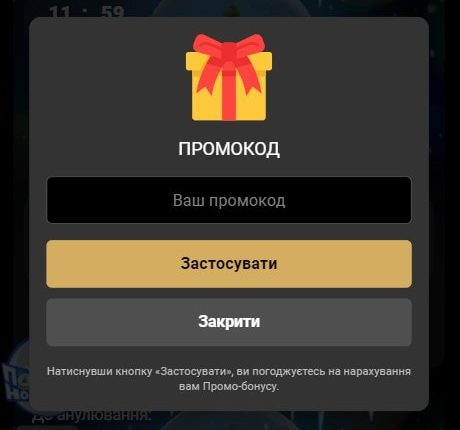 11 : 59
ПРОМОКОД
Ваш промокод
Застосувати
Закрити
Натиснувши кнопку «Застосувати», ви погоджуєтесь на нарахування
вам Промо-бонусу.
До анулювання: